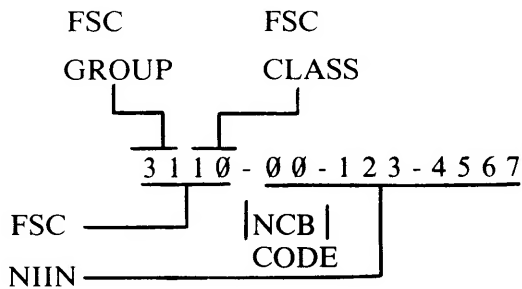 FSC FSC
GROUP CLASS
3110-00-123-4567
FSC
|NCB|
CODE
NIIN